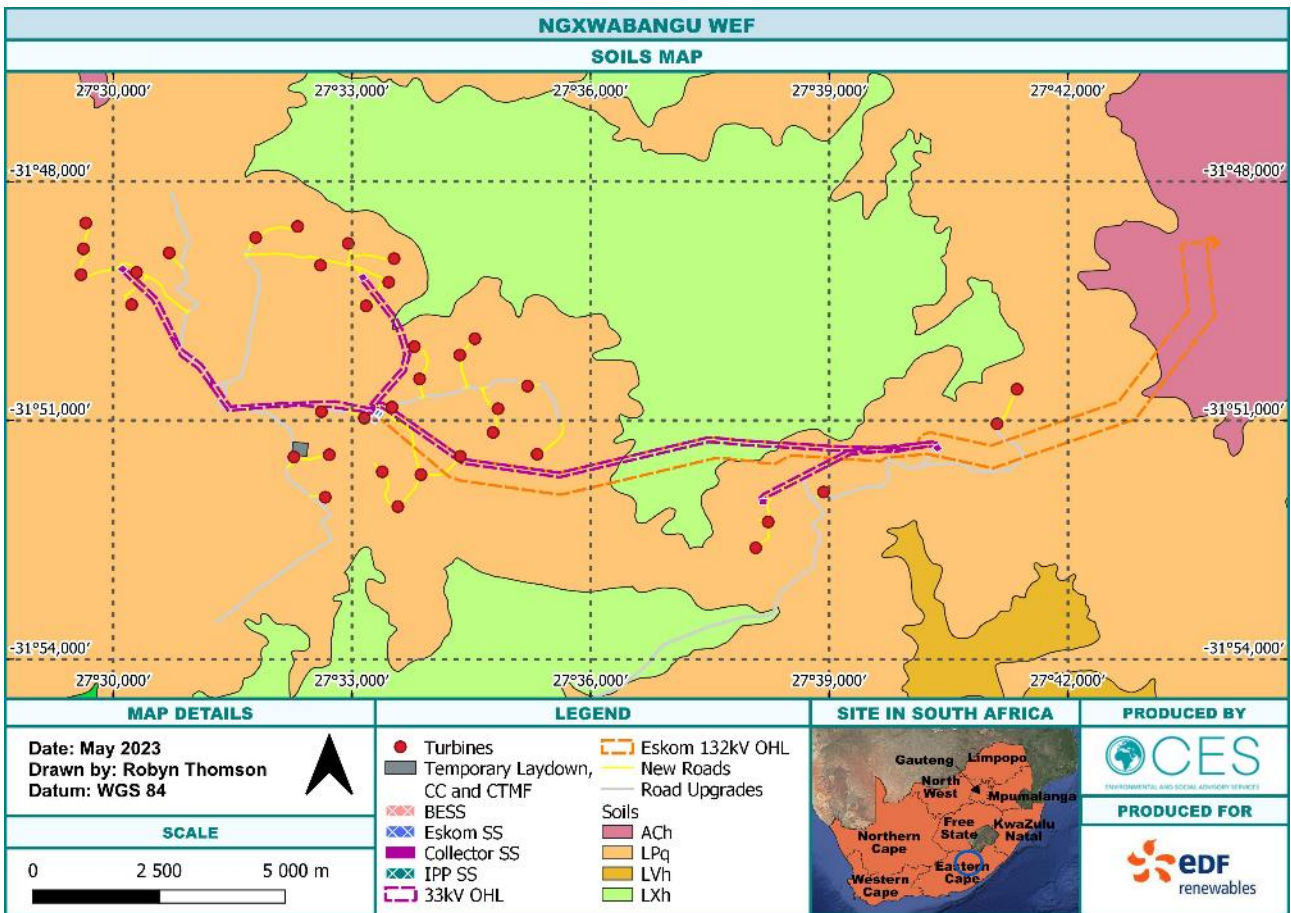 NGXWABANGU WEF
SOILS MAP
27°30,000′ 27°33,000′ 27°36,000′ 27°39,000′ 27°42,000′
-31°48,000′ -31°48,000′
-31°51,000′ -31°51,000′
-31°54,000′ -31°54,000′
27°30,000′ 27°33,000′ 27°36,000′ 27°39,000′ 27°42,000′
MAP DETAILS
Date: May 2023
Drawn by: Robyn Thomson
Datum: WGS 84
SCALE
0 2 500 5 000 m
LEGEND
Turbines
Temporary Laydown,
CC and CTMF
BESS
Eskom SS
Collector SS
IPP SS
33kV OHL
Eskom 132kV OHL
New Roads
Road Upgrades
Soils
ACh
LPq
LVh
LXh
SITE IN SOUTH AFRICA
Gauteng
Limpopo
North
West
Mpumalanga
Free
State
KwaZulu
Natal
Northern
Cape
Eastern
Cape
Western
Cape
PRODUCED BY
CES
ENVIRONMENTAL AND SOCIAL ADVISORY SERVICES
PRODUCED FOR
eDF
renewables